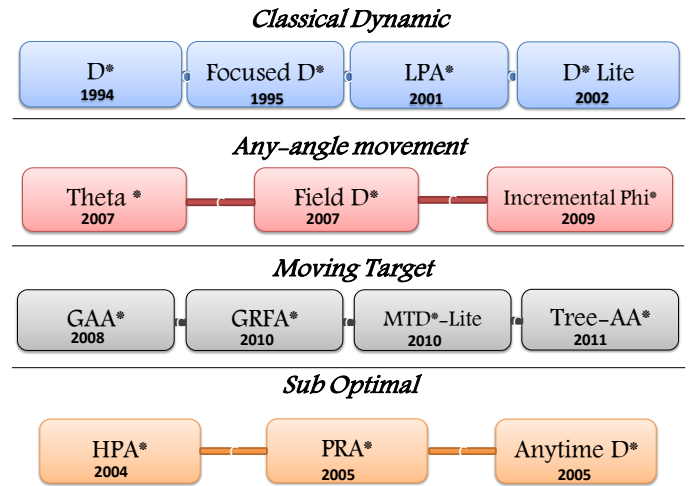 Classical Dynamic
D* Focused D* LPA* D* Lite
1994 1995 2001 2002
Any-angle movement
Theta * Field D* Incremental Phi*
2007 2007 2009
Moving Target
GAA* GRFA* MTD*-Lite Tree-AA*
2008 2010 2010 2011
Sub Optimal
HPA* PRA* Anytime D*
2004 2005 2005